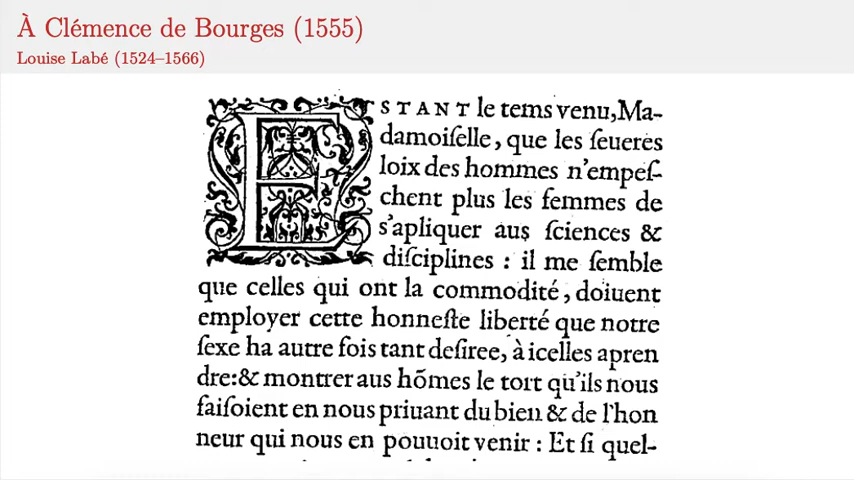 À Clémence de Bourges (1555)
Louise Labé (1524–1566)
ESTANT le tems venu, Ma-
damoiſelle, que les ſeueres
loix des hommes n'empeſ-
chent plus les femmes de
s'apliquer aus ſciences &
diſciplines : il me ſemble
que celles qui ont la commodité, doiuent
employer cette honneſte liberté que notre
ſexe ha autre fois tant deſiree, à icelles apren
dre:& montrer aus hõmes le tort qu'ils nous
faiſoient en nous priuant du bien & de l'hon
neur qui nous en pouuoit venir : Et ſi quel-